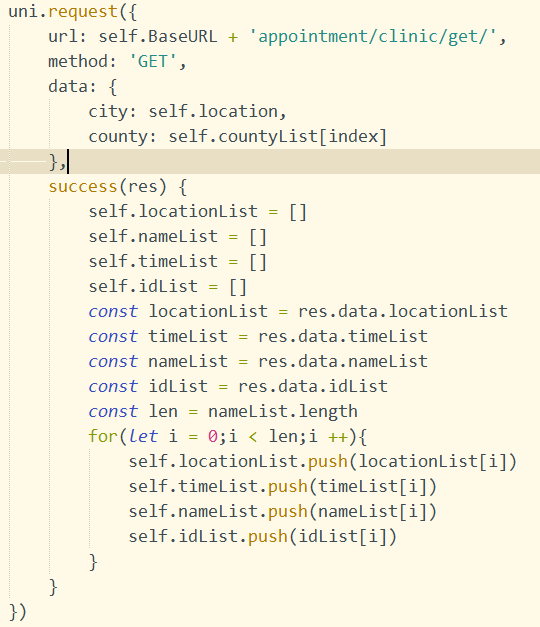 uni.request({
    url: self.BaseURL + 'appointment/clinic/get/',
    method: 'GET',
    data: {
        city: self.location,
        county: self.countyList[index]
    },
    success(res) {
        self.locationList = []
        self.nameList = []
        self.timeList = []
        self.idList = []
        const locationList = res.data.locationList
        const timeList = res.data.timeList
        const nameList = res.data.nameList
        const idList = res.data.idList
        const len = nameList.length
        for(let i = 0;i < len;i ++){
            self.locationList.push(locationList[i])
            self.timeList.push(timeList[i])
            self.nameList.push(nameList[i])
            self.idList.push(idList[i])
        }
    }
})